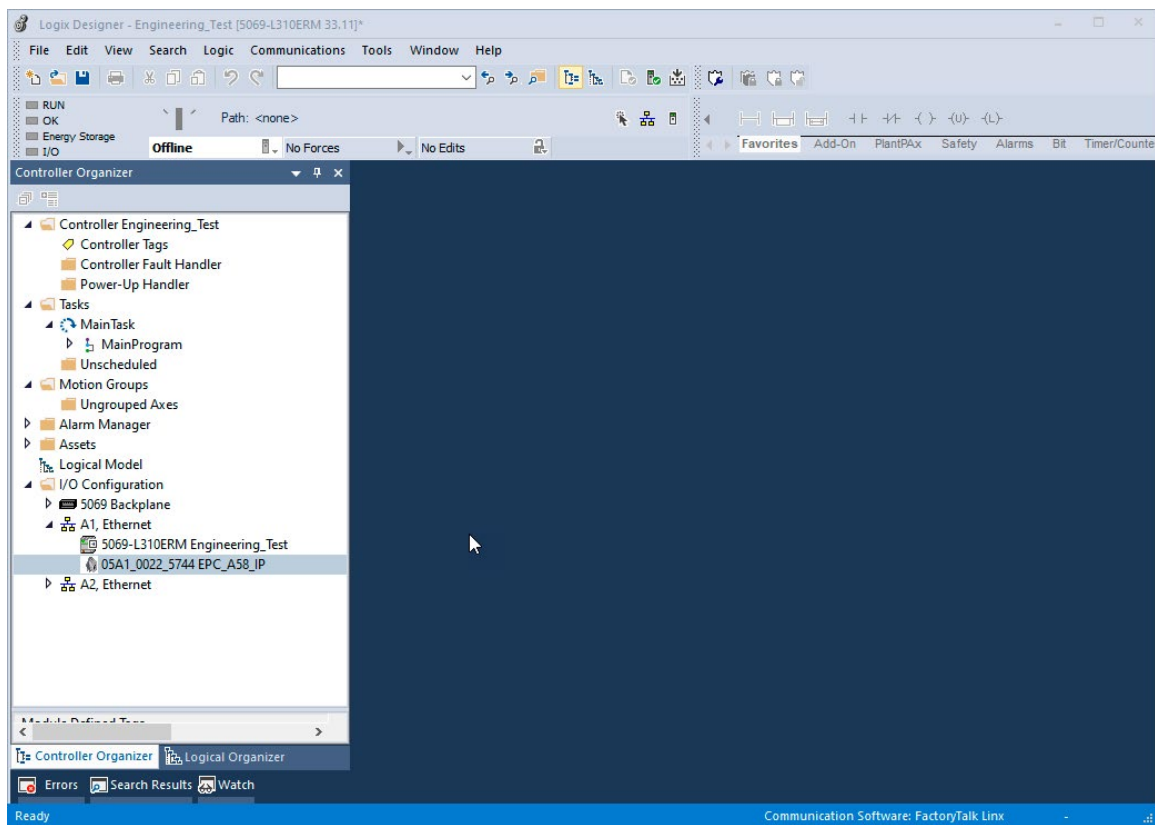 Logix Designer - Engineering_Test [5069-L310ERM 33.11]*
File Edit View Search Logic Communications Tools Window Help
RUN
OK
Energy Storage
I/O
Path: <none>
Offline
No Forces
No Edits
Favorites Add-On PlantPAx Safety Alarms Bit Timer/Counte
Controller Organizer
Controller Engineering_Test
Controller Tags
Controller Fault Handler
Power-Up Handler
Tasks
MainTask
MainProgram
Unscheduled
Motion Groups
Ungrouped Axes
Alarm Manager
Assets
Logical Model
I/O Configuration
5069 Backplane
A1, Ethernet
5069-L310ERM Engineering_Test
05A1_0022_5744 EPC_A58_IP
A2, Ethernet
Module Defined Tags
Controller Organizer Logical Organizer
Errors Search Results Watch
Ready Communication Software: FactoryTalk Linx -